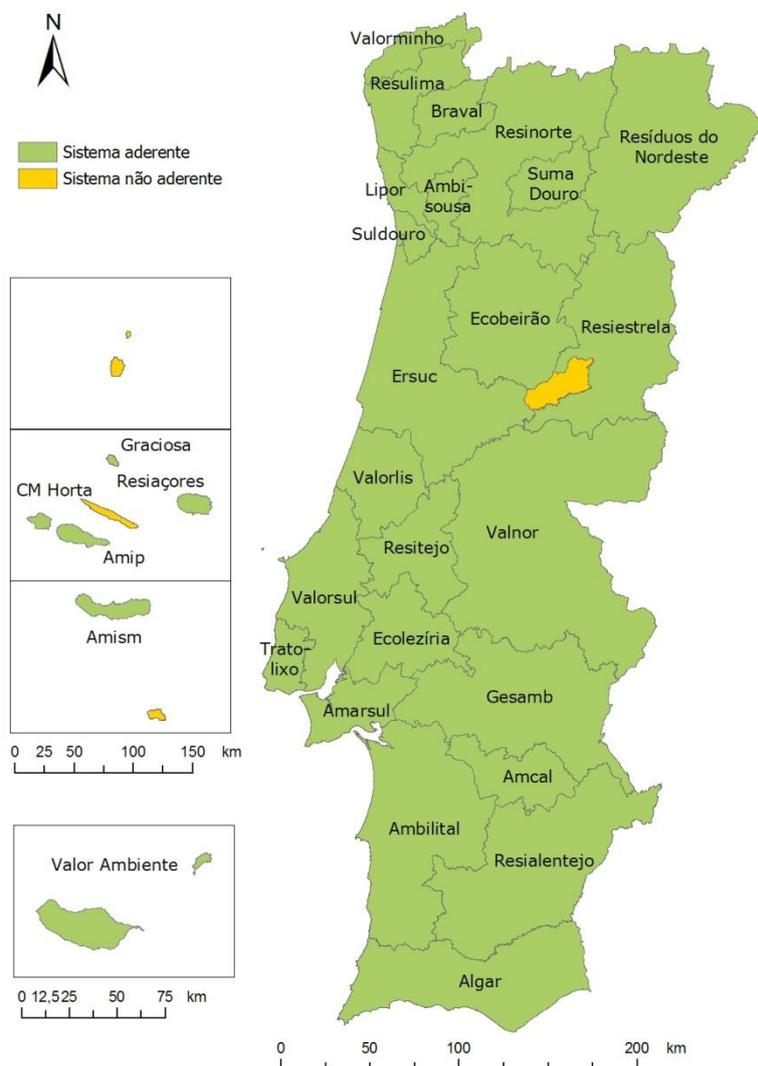 N
Sistema aderente
Sistema não aderente
Valorminho
Resulima
Braval
Resinorte
Resíduos do
Nordeste
Lipor
Ambi-
sousa
Suma
Douro
Suldouro
Ecobeirão
Resiestrela
Ersuc
Graciosa
CM Horta
Resiaçores
Amip
Amism
0 25 50 100 150 km
Valorlis
Valnor
Resitejo
Valorsul
Ecolezíria
Trato-
lixo
Amarsul
Gesamb
Amcal
Ambilital
Resialentejo
Algar
Valor Ambiente
0 12,525 50 75 km
0 50 100 200 km